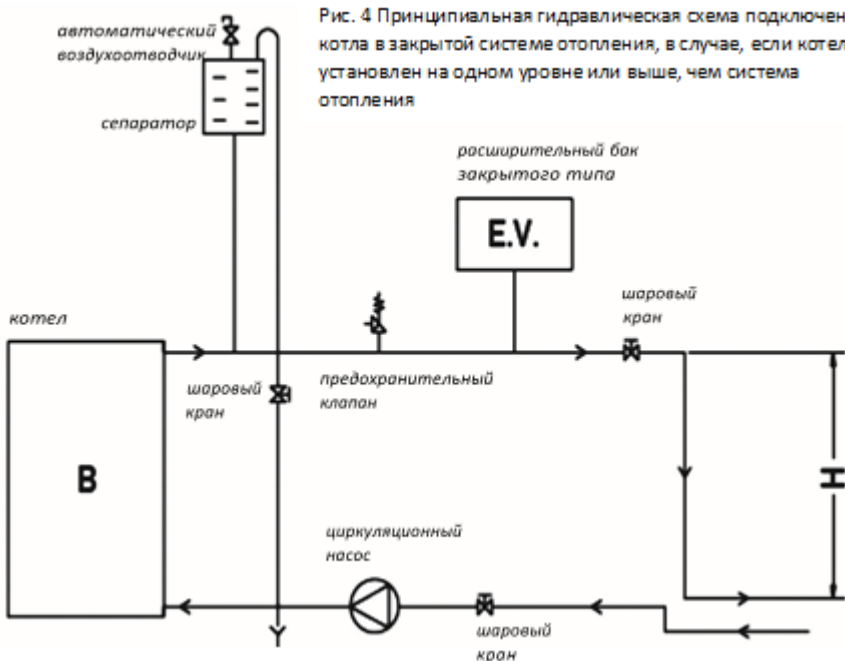 Рис. 4 Принципиальная гидравлическая схема подключен
котла в закрытой системе отопления, в случае, если котел
установлен на одном уровне или выше, чем система
отопления
автоматический
воздухоотводчик
сепаратор
расширительный бак
закрытого типа
E.V.
шаровый
кран
котел
шаровый
кран
предохранительный
клапан
B
H
циркуляционный
насос
шаровый
кран